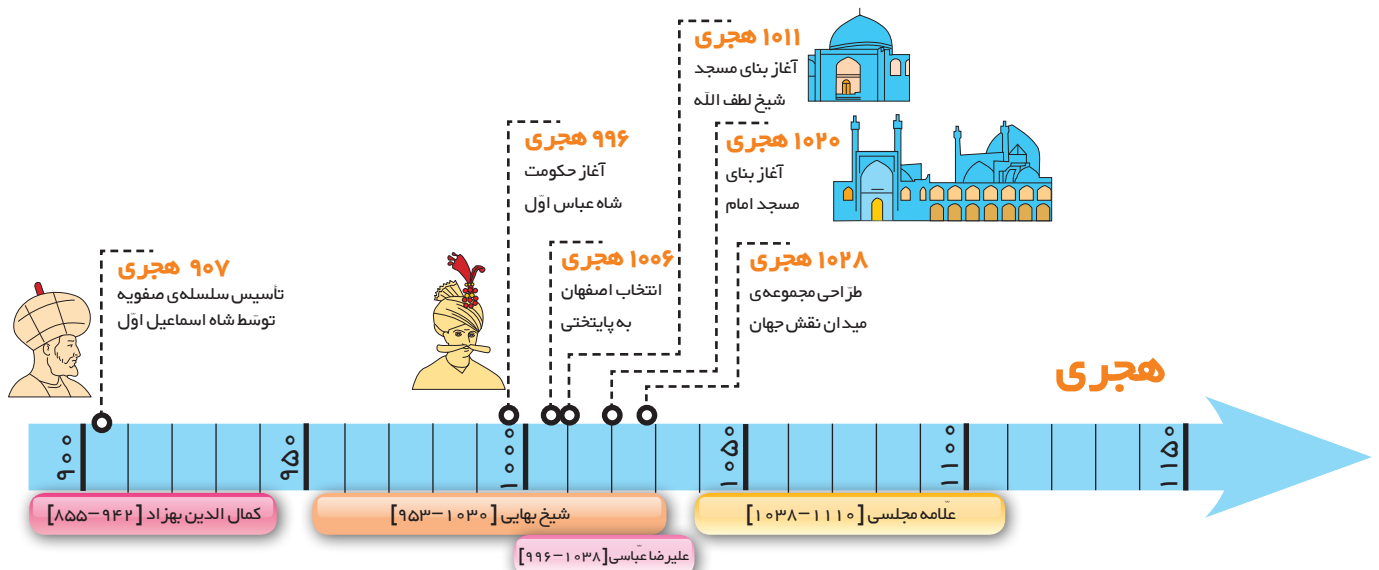 ۱۰۱۱ هجری
آغاز بنای مسجد
شیخ لطف اللّه
۱۰۲۰ هجری
آغاز بنای
مسجد امام
۹۹۶ هجری
آغاز حکومت
شاه عباس اوّل
۹۰۷ هجری
تأسیس سلسله‌ی صفویه
توسّط شاه اسماعیل اوّل
۱۰۰۶ هجری
انتخاب اصفهان
به پایتختی
۱۰۲۸ هجری
طرّاحی مجموعه‌ی
میدان نقش جهان
هجری
۹۰۰
۹۵۰
۱۰۰۰
۱۰۵۰
۱۱۰۰
۱۱۵۰
کمال الدین بهزاد [۸۵۵–۹۴۲]
شیخ بهایی [۹۵۳–۱۰۳۰]
علّامه مجلسی [۱۰۳۸–۱۱۱۰]
علیرضا عبّاسی [۹۹۶–۱۰۳۸]